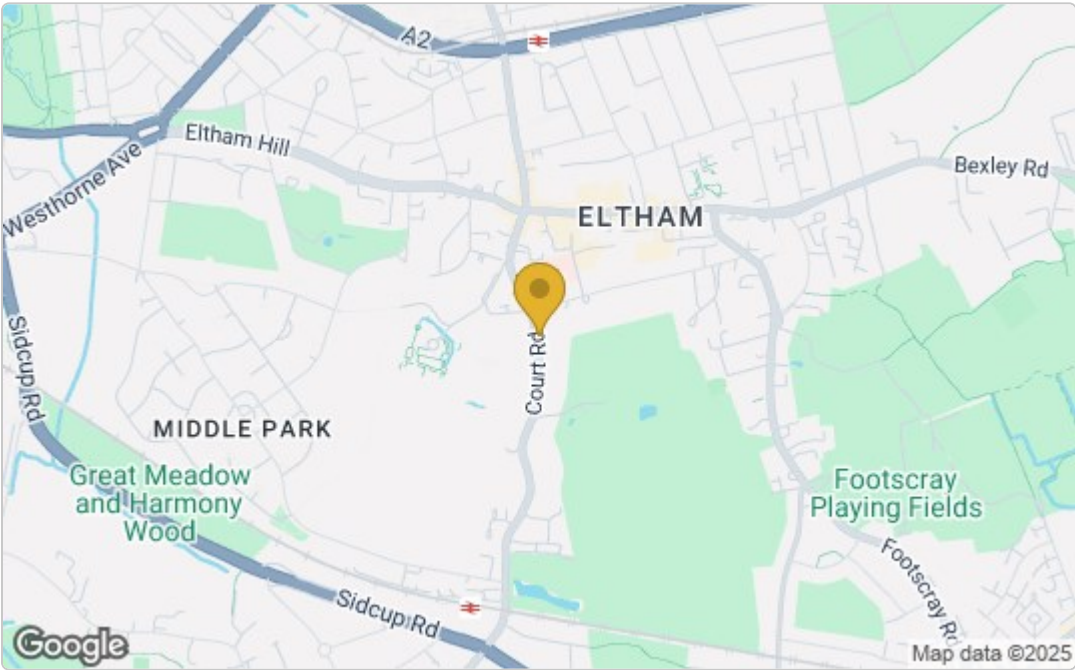 A2
Eltham Hill
Bexley Rd
Westhorne Ave
ELTHAM
Sidcup Rd
Court Rd
MIDDLE PARK
Great Meadow
and Harmony
Wood
Footscray
Playing Fields
Footscray Rd
Sidcup Rd
Google
Map data ©2025